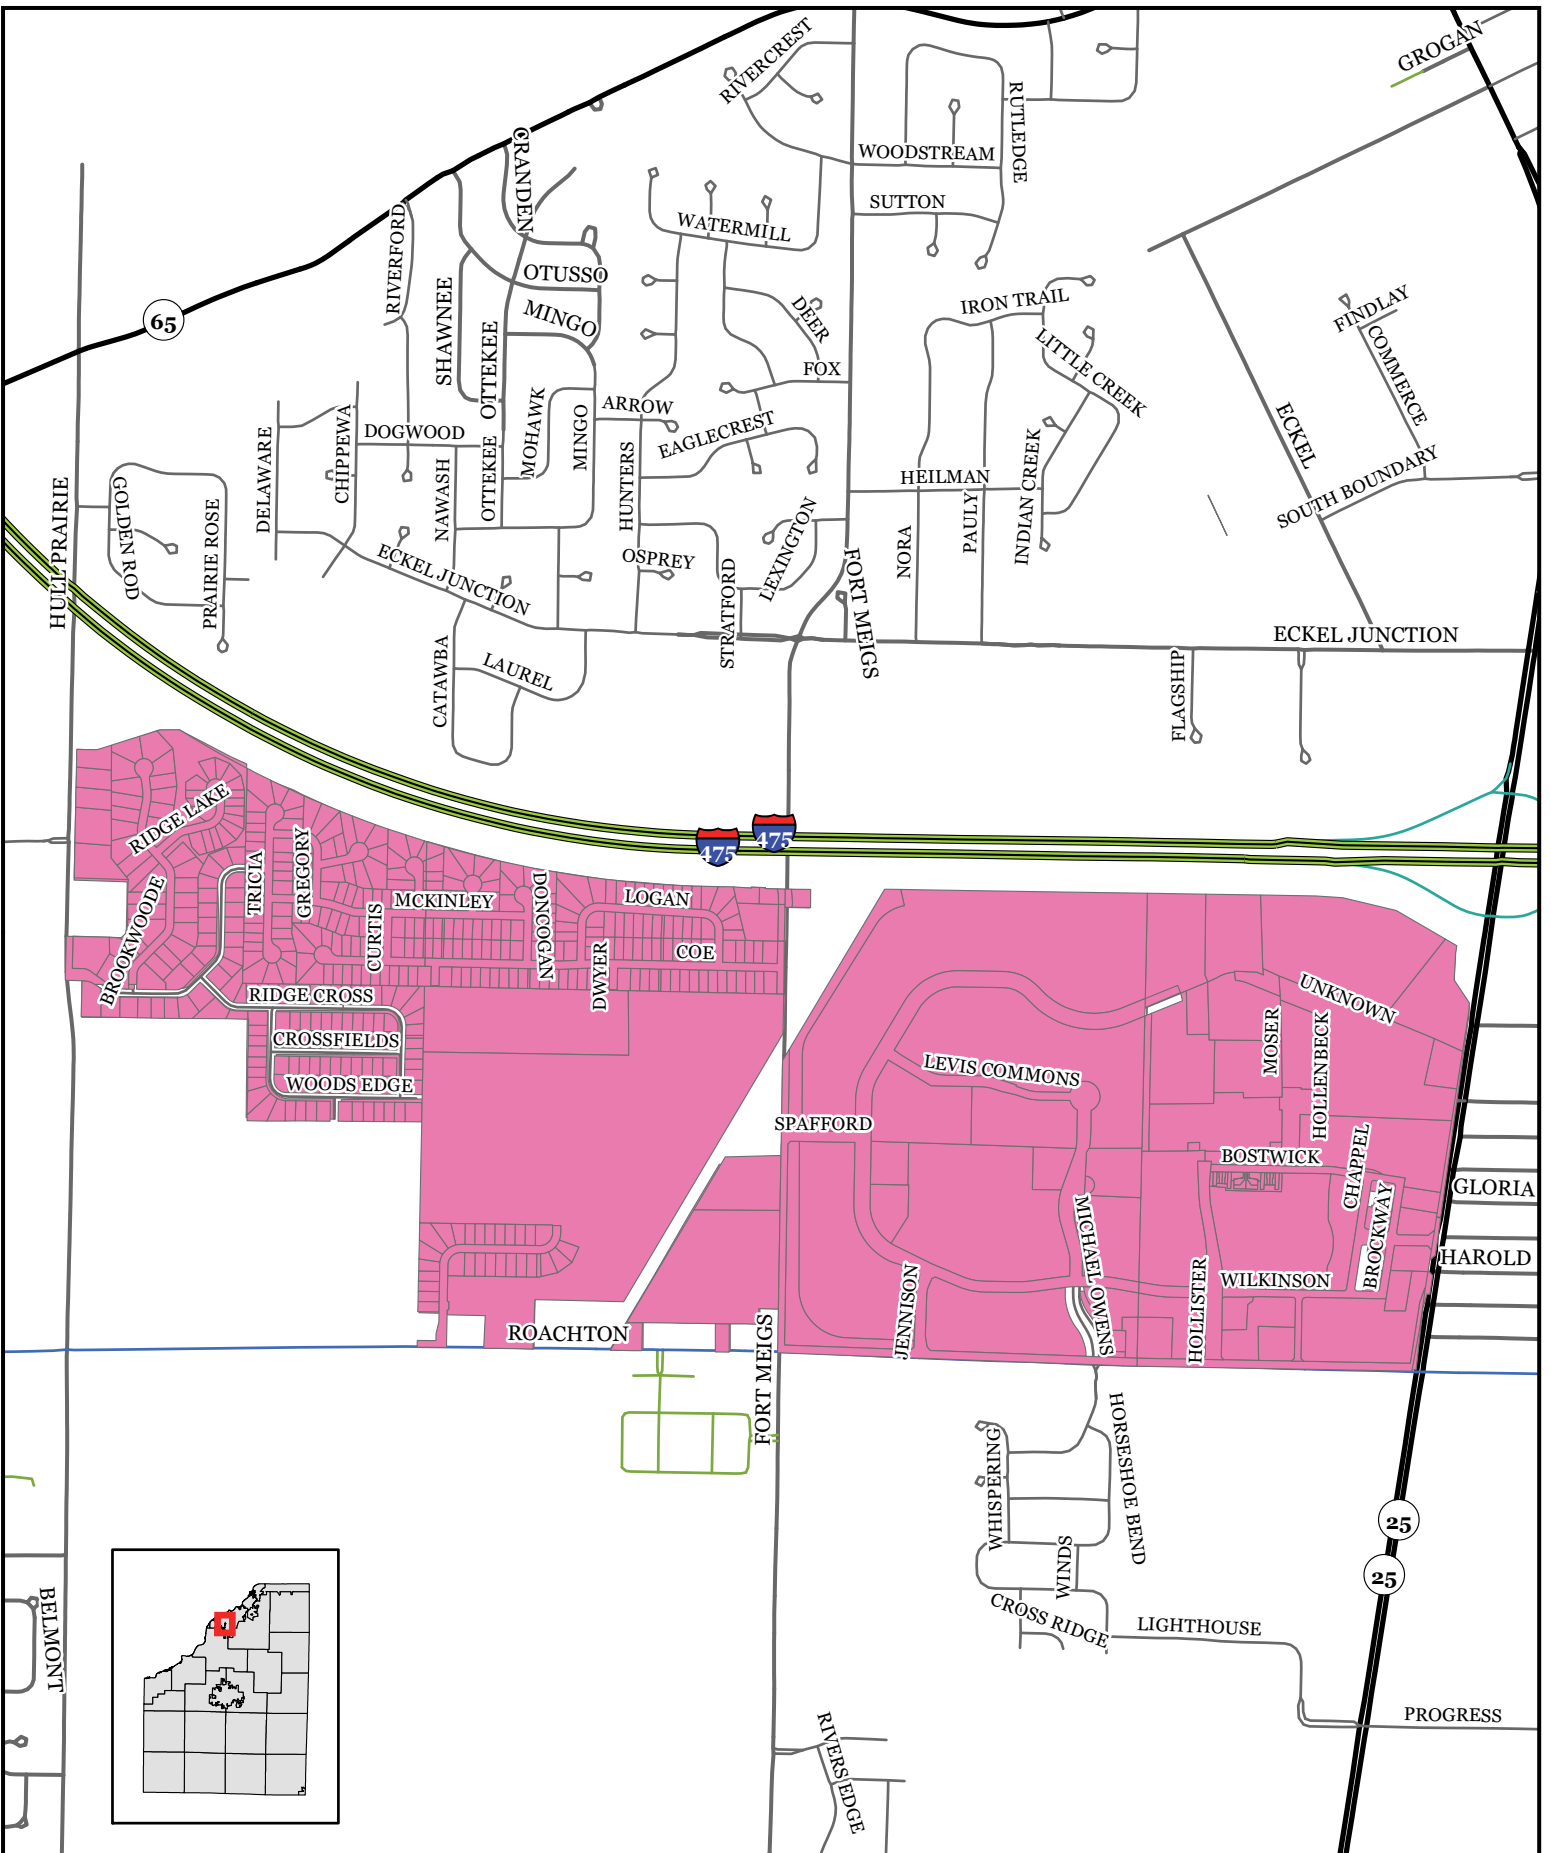 GROGAN
RIVERCREST
RUTLEDGE
CRANDEN
WOODSTREAM
SUTTON
WATERMILL
RIVERFORD
OTUSSO
SHAWNEE
MINGO
DEER
IRON TRAIL
FINDLAY
65
OTTEKEE
LITTLE CREEK
COMMERCE
FOX
MOHAWK
ARROW
MINGO
EAGLECREST
ECKEL
CHIPPEWA
DOGWOOD
DELAWARE
OTTEKEE
NAWASH
HUNTERS
HEILMAN
INDIAN CREEK
SOUTH BOUNDARY
HULL PRAIRIE
GOLDEN ROD
PRAIRIE ROSE
LEXINGTON
NORA
PAULY
ECKEL JUNCTION
OSPREY
STRATFORD
FORT MEIGS
ECKEL JUNCTION
CATAWBA
LAUREL
FLAGSHIP
RIDGE LAKE
475
475
TRICIA
GREGORY
BROOKWOODE
CURTIS
MCKINLEY
DONCOGAN
LOGAN
COE
DWYER
RIDGE CROSS
CROSSFIELDS
WOODS EDGE
UNKNOWN
MOSER
HOLLENBECK
LEVIS COMMONS
SPAFFORD
BOSTWICK
CHAPPEL
GLORIA
BROCKWAY
MICHAEL OWENS
HAROLD
WILKINSON
HOLLISTER
JENNISON
ROACHTON
FORT MEIGS
HORSESHOE BEND
WHISPERING
WINDS
25
25
BELMONT
CROSS RIDGE
LIGHTHOUSE
PROGRESS
RIVERS EDGE